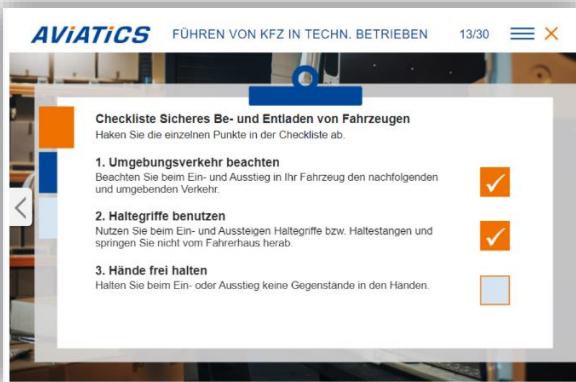 AViATiCS FÜHREN VON KFZ IN TECHN. BETRIEBEN 13/30
Checkliste Sicheres Be- und Entladen von Fahrzeugen
Haken Sie die einzelnen Punkte in der Checkliste ab.
1. Umgebungsverkehr beachten
Beachten Sie beim Ein- und Ausstieg in Ihr Fahrzeug den nachfolgenden
und umgebenden Verkehr.
2. Haltegriffe benutzen
Nutzen Sie beim Ein- und Aussteigen Haltegriffe bzw. Haltestangen und
springen Sie nicht vom Fahrerhaus herab.
3. Hände frei halten
Halten Sie beim Ein- oder Ausstieg keine Gegenstände in den Händen.